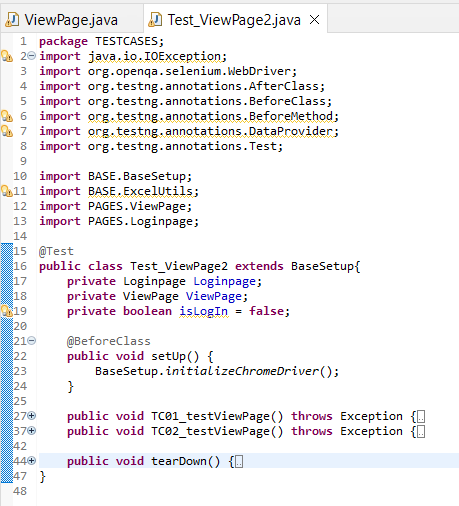 ViewPage.java
Test_ViewPage2.java
1 package TESTCASES;
2 import java.io.IOException;
3 import org.openqa.selenium.WebDriver;
4 import org.testng.annotations.AfterClass;
5 import org.testng.annotations.BeforeClass;
6 import org.testng.annotations.BeforeMethod;
7 import org.testng.annotations.DataProvider;
8 import org.testng.annotations.Test;
9
10 import BASE.BaseSetup;
11 import BASE.ExcelUtils;
12 import PAGES.ViewPage;
13 import PAGES.Loginpage;
14
15 @Test
16 public class Test_ViewPage2 extends BaseSetup{
17 private Loginpage Loginpage;
18 private ViewPage ViewPage;
19 private boolean isLogIn = false;
20
21 @BeforeClass
22 public void setUp() {
23 BaseSetup.initializeChromeDriver();
24 }
25
27 public void TC01_testViewPage() throws Exception {
37 public void TC02_testViewPage() throws Exception {
42
44 public void tearDown() {
47 }
48